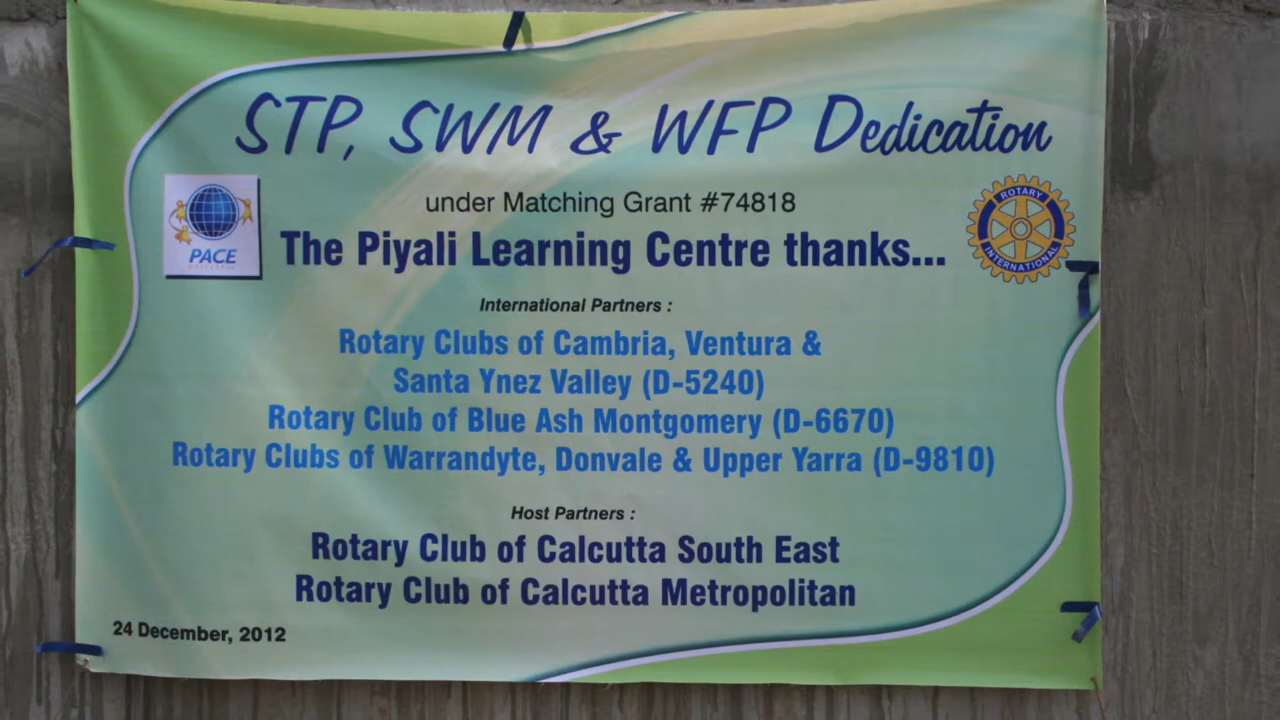 STP, SWM & WFP Dedication
under Matching Grant #74818
PACE
ROTARY
INTERNATIONAL
The Piyali Learning Centre thanks...
International Partners :
Rotary Clubs of Cambria, Ventura &
Santa Ynez Valley (D-5240)
Rotary Club of Blue Ash Montgomery (D-6670)
Rotary Clubs of Warrandyte, Donvale & Upper Yarra (D-9810)
Host Partners :
Rotary Club of Calcutta South East
Rotary Club of Calcutta Metropolitan
24 December, 2012